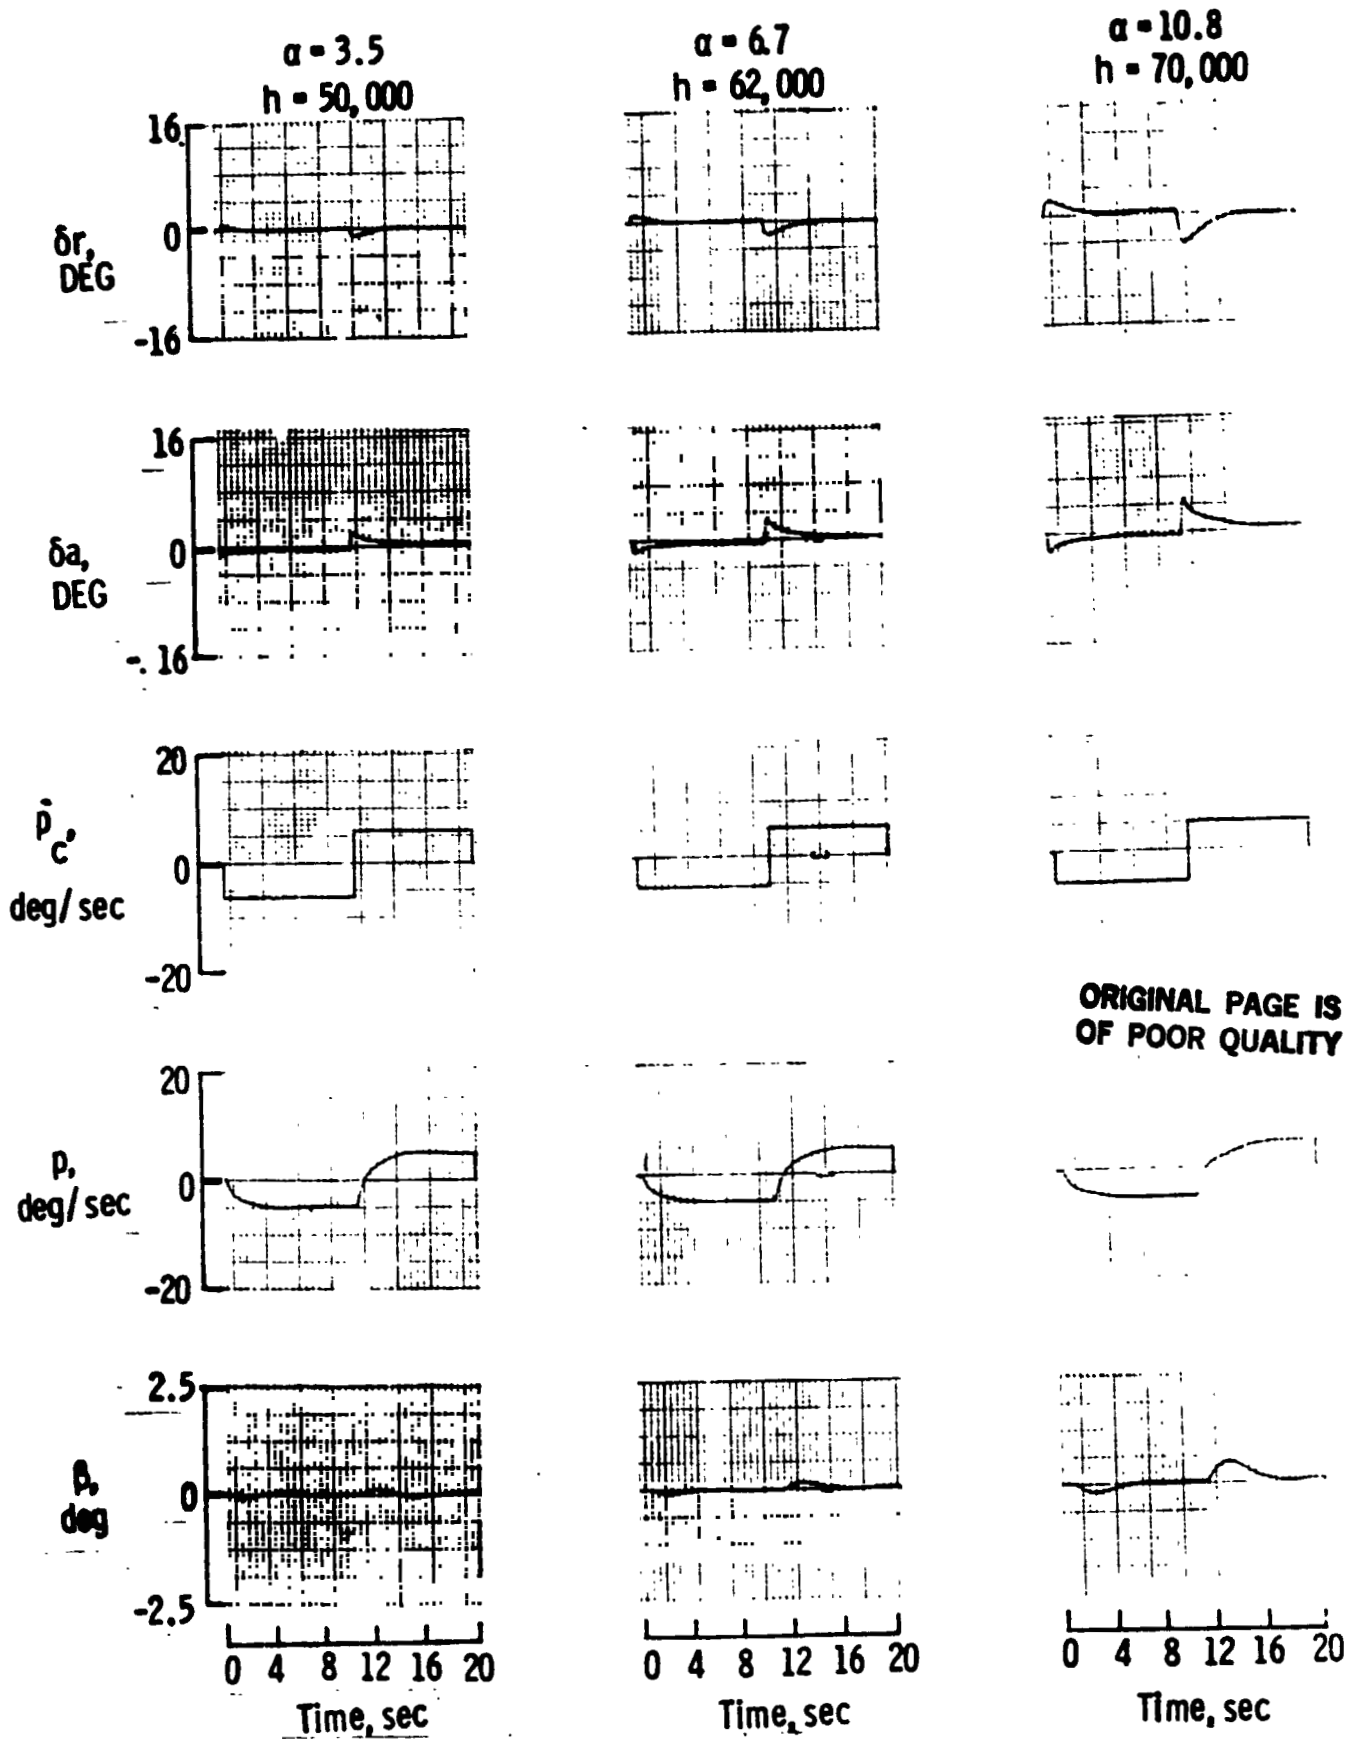 α = 3.5
h = 50,000
α = 6.7
h = 62,000
α = 10.8
h = 70,000
16
δr,
DEG
0
-16
16
δa,
DEG
0
-. 16
20
ṗc,
deg/sec
0
-20
ORIGINAL PAGE IS
OF POOR QUALITY
20
p,
deg/sec
0
-20
2.5
β,
deg
0
-2.5
0 4 8 12 16 20
Time, sec
0 4 8 12 16 20
Time, sec
0 4 8 12 16 20
Time, sec